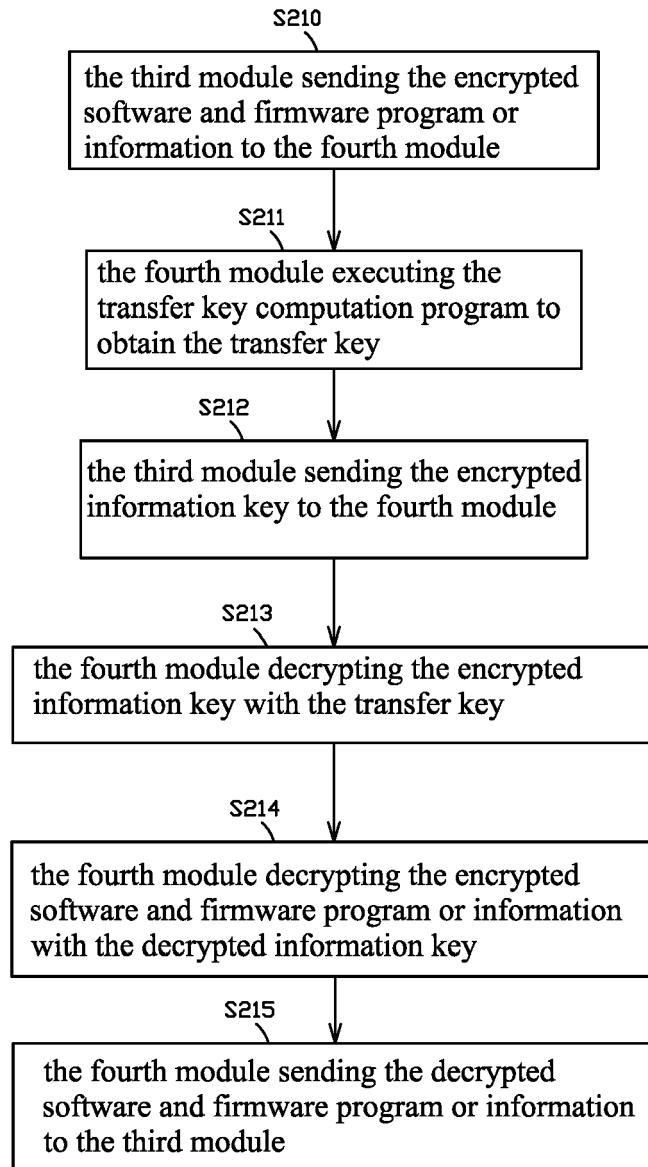 S210
the third module sending the encrypted
software and firmware program or
information to the fourth module
S211
the fourth module executing the
transfer key computation program to
obtain the transfer key
S212
the third module sending the encrypted
information key to the fourth module
S213
the fourth module decrypting the encrypted
information key with the transfer key
S214
the fourth module decrypting the encrypted
software and firmware program or information
with the decrypted information key
S215
the fourth module sending the decrypted
software and firmware program or information
to the third module